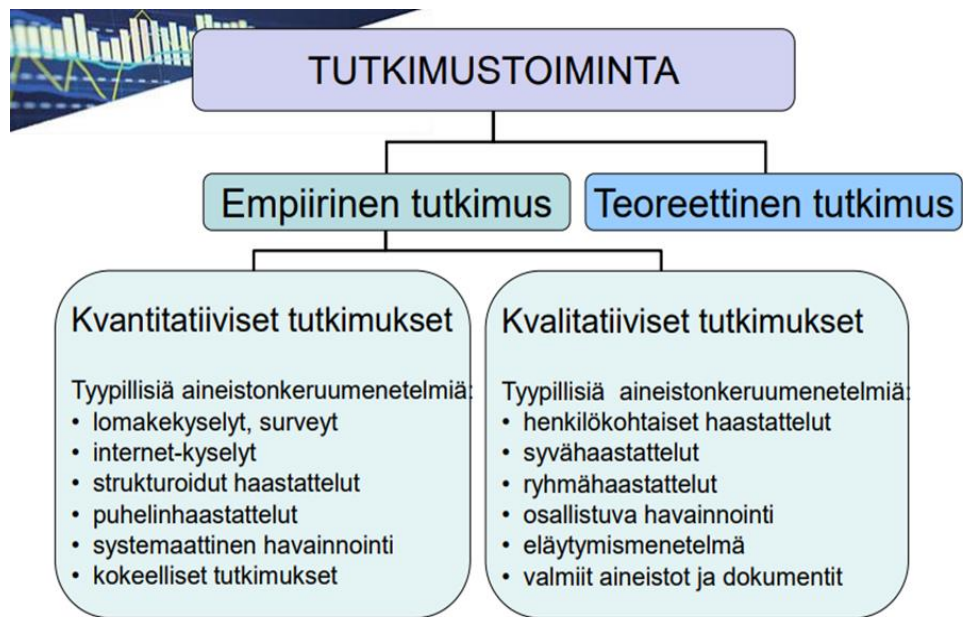 TUTKIMUSTOIMINTA
Empiirinen tutkimus
Teoreettinen tutkimus
Kvantitatiiviset tutkimukset
Tyypillisiä aineistonkeruumenetelmiä:
• lomakekyselyt, surveyt
• internet-kyselyt
• strukturoidut haastattelut
• puhelinhaastattelut
• systemaattinen havainnointi
• kokeelliset tutkimukset
Kvalitatiiviset tutkimukset
Tyypillisiä aineistonkeruumenetelmiä:
• henkilökohtaiset haastattelut
• syvähaastattelut
• ryhmähaastattelut
• osallistuva havainnointi
• eläytymismenetelmä
• valmiit aineistot ja dokumentit